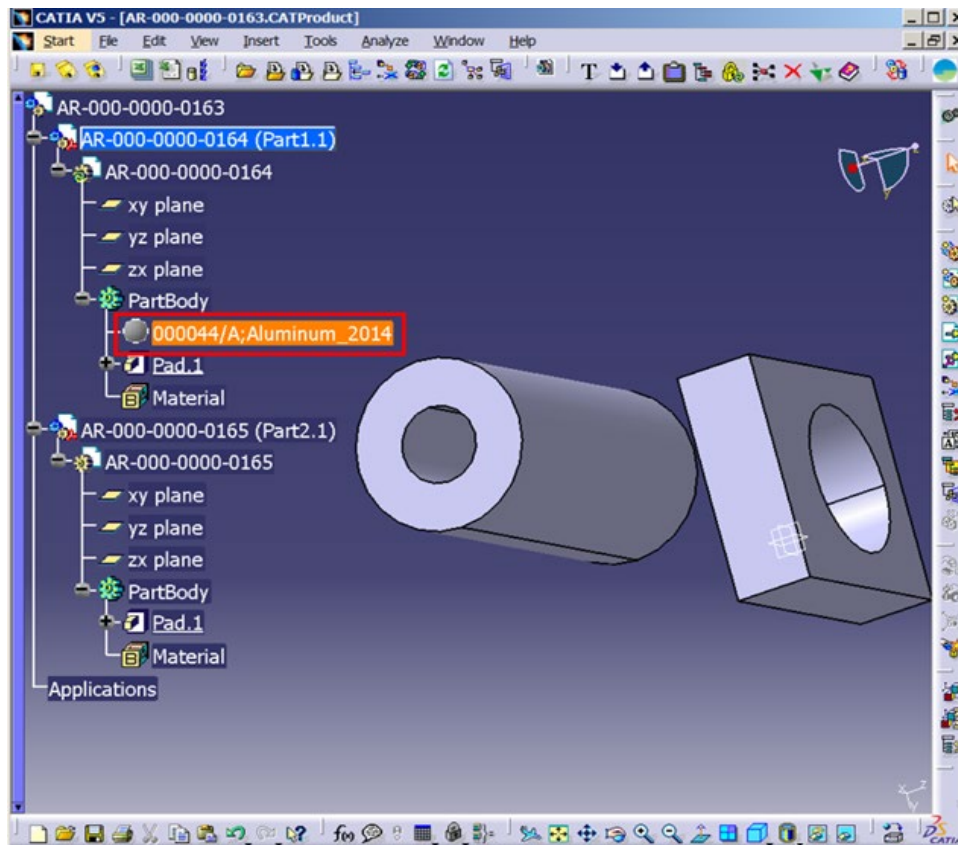 CATIA V5 - [AR-000-0000-0163.CATProduct]
Start File Edit View Insert Tools Analyze Window Help
AR-000-0000-0163
AR-000-0000-0164 (Part1.1)
AR-000-0000-0164
xy plane
yz plane
zx plane
PartBody
000044/A;Aluminum_2014
Pad.1
Material
AR-000-0000-0165 (Part2.1)
AR-000-0000-0165
xy plane
yz plane
zx plane
PartBody
Pad.1
Material
Applications
CATIA